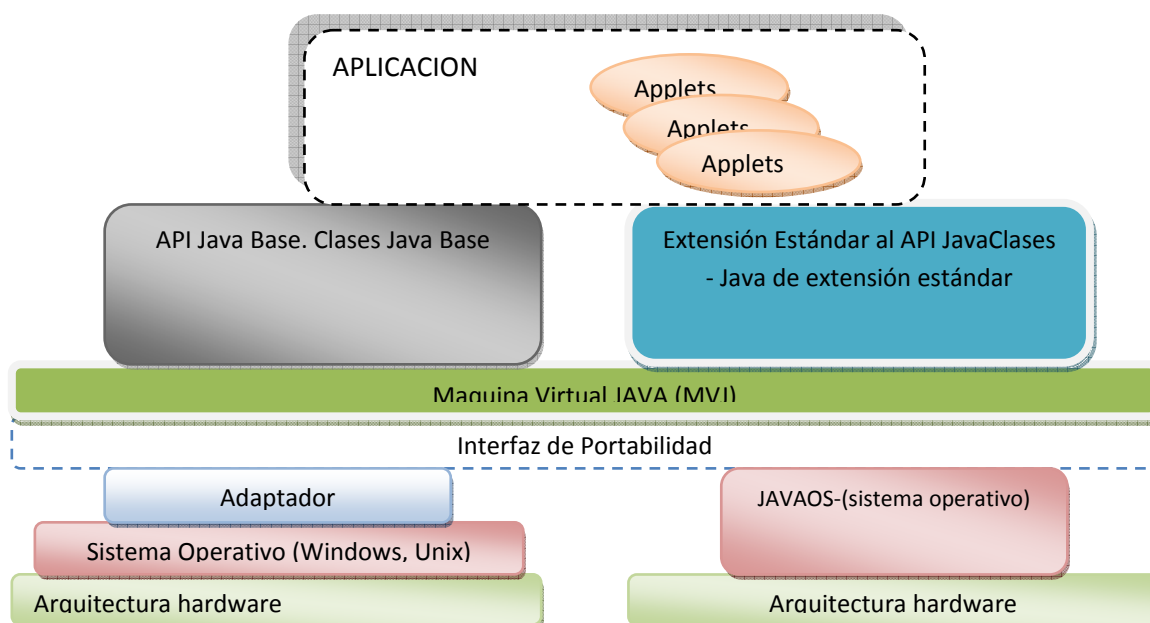 APLICACION
Applets
Applets
Applets
API Java Base. Clases Java Base
Extensión Estándar al API JavaClases
- Java de extensión estándar
Maquina Virtual JAVA (MVJ)
Interfaz de Portabilidad
Adaptador
JAVAOS-(sistema operativo)
Sistema Operativo (Windows, Unix)
Arquitectura hardware
Arquitectura hardware